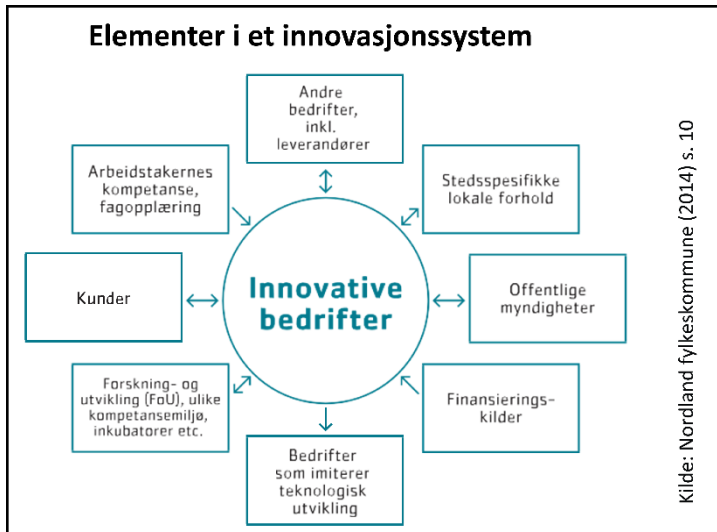 Elementer i et innovasjonssystem
Andre
bedrifter,
inkl.
leverandører
Arbeidstakernes
kompetanse,
fagopplæring
Stedsspesifikke
lokale forhold
Kunder
Innovative
bedrifter
Offentlige
myndigheter
Forskning- og
utvikling (FoU), ulike
kompetansemiljø,
inkubatorer etc.
Finansierings-
kilder
Bedrifter
som imiterer
teknologisk
utvikling
Kilde: Nordland fylkeskommune (2014) s. 10